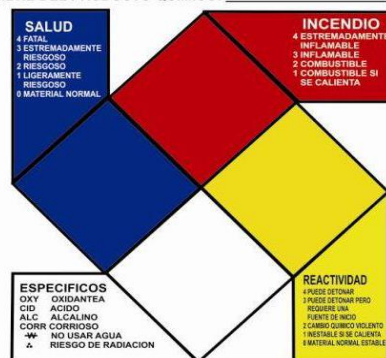 SALUD
4 FATAL
3 ESTREMADAMENTE
RIESGOSO
2 RIESGOSO
1 LIGERAMENTE
RIESGOSO
0 MATERIAL NORMAL
INCENDIO
4 ESTREMADAMENTE
INFLAMABLE
3 INFLAMABLE
2 COMBUSTIBLE
1 COMBUSTIBLE SI
SE CALIENTA
ESPECIFICOS
OXY OXIDANTEA
CID ACIDO
ALC ALCALINO
CORR CORRIOSO
W NO USAR AGUA
RIESGO DE RADIACION
REACTIVIDAD
4 PUEDE DETONAR
3 PUEDE DETONAR PERO
REQUIERE UNA
FUENTE DE INICIO
2 CAMBIO QUIMICO VIOLENTO
1 INESTABLE SI SE CALIENTA
0 MATERIAL NORMAL ESTABLE